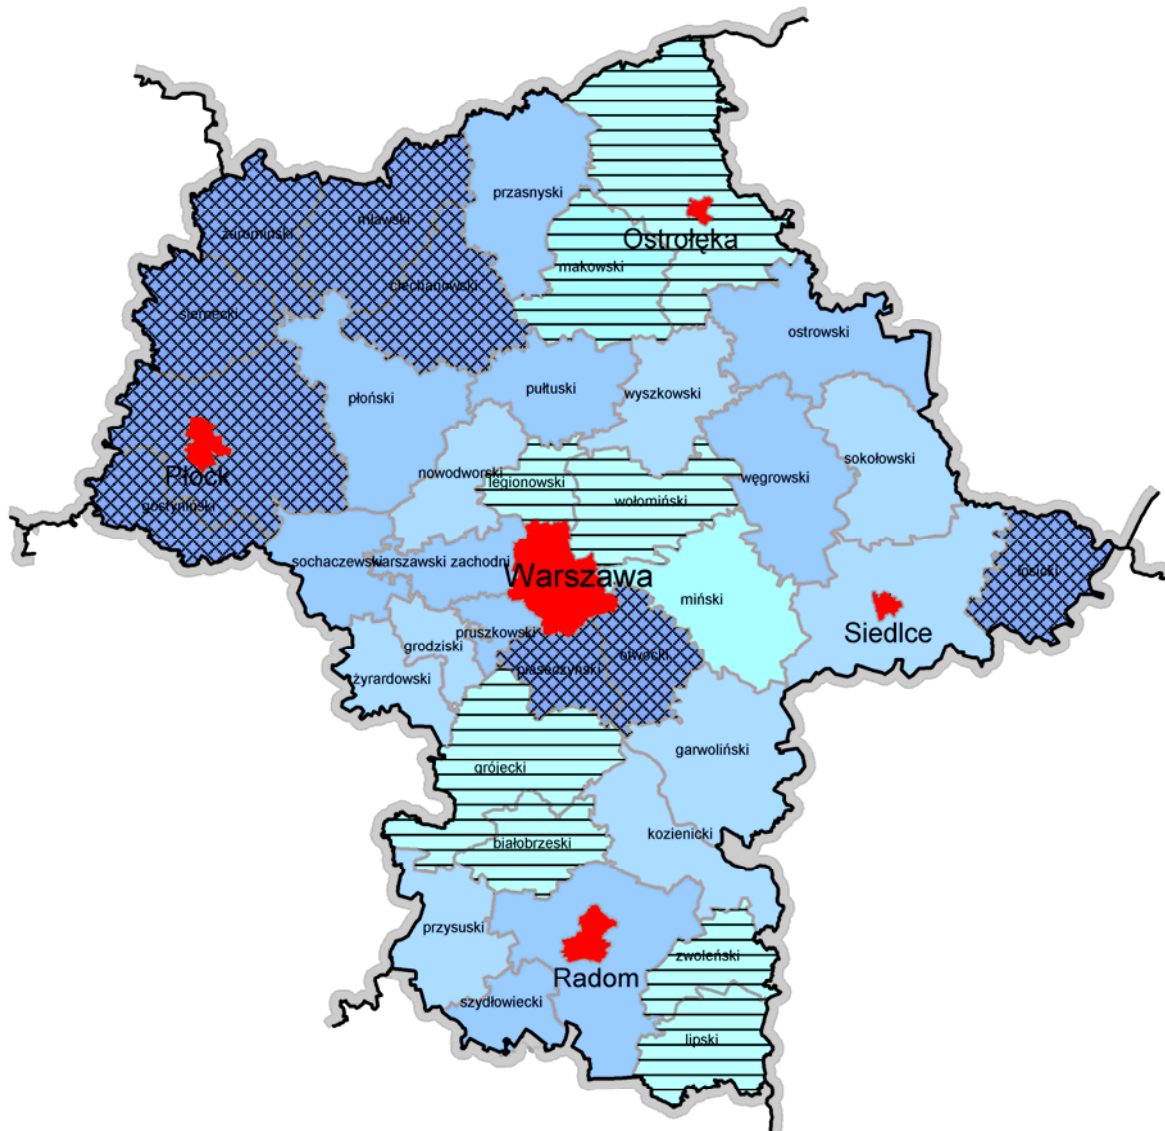 przasnyski
mławski
żuromiński
Ostrołęka
makowski
ciechanowski
sierpecki
ostrowski
płoński
pułtuski
wyszkowski
sokołowski
nowodworski
węgrowski
Płock
legionowski
wołomiński
gostyniński
sochaczewski
warszawski zachodni
Warszawa
łosicki
miński
Siedlce
pruszkowski
grodziski
otwocki
piaseczyński
żyrardowski
garwoliński
grójecki
kozienicki
białobrzeski
przysuski
zwoleński
Radom
szydłowiecki
lipski